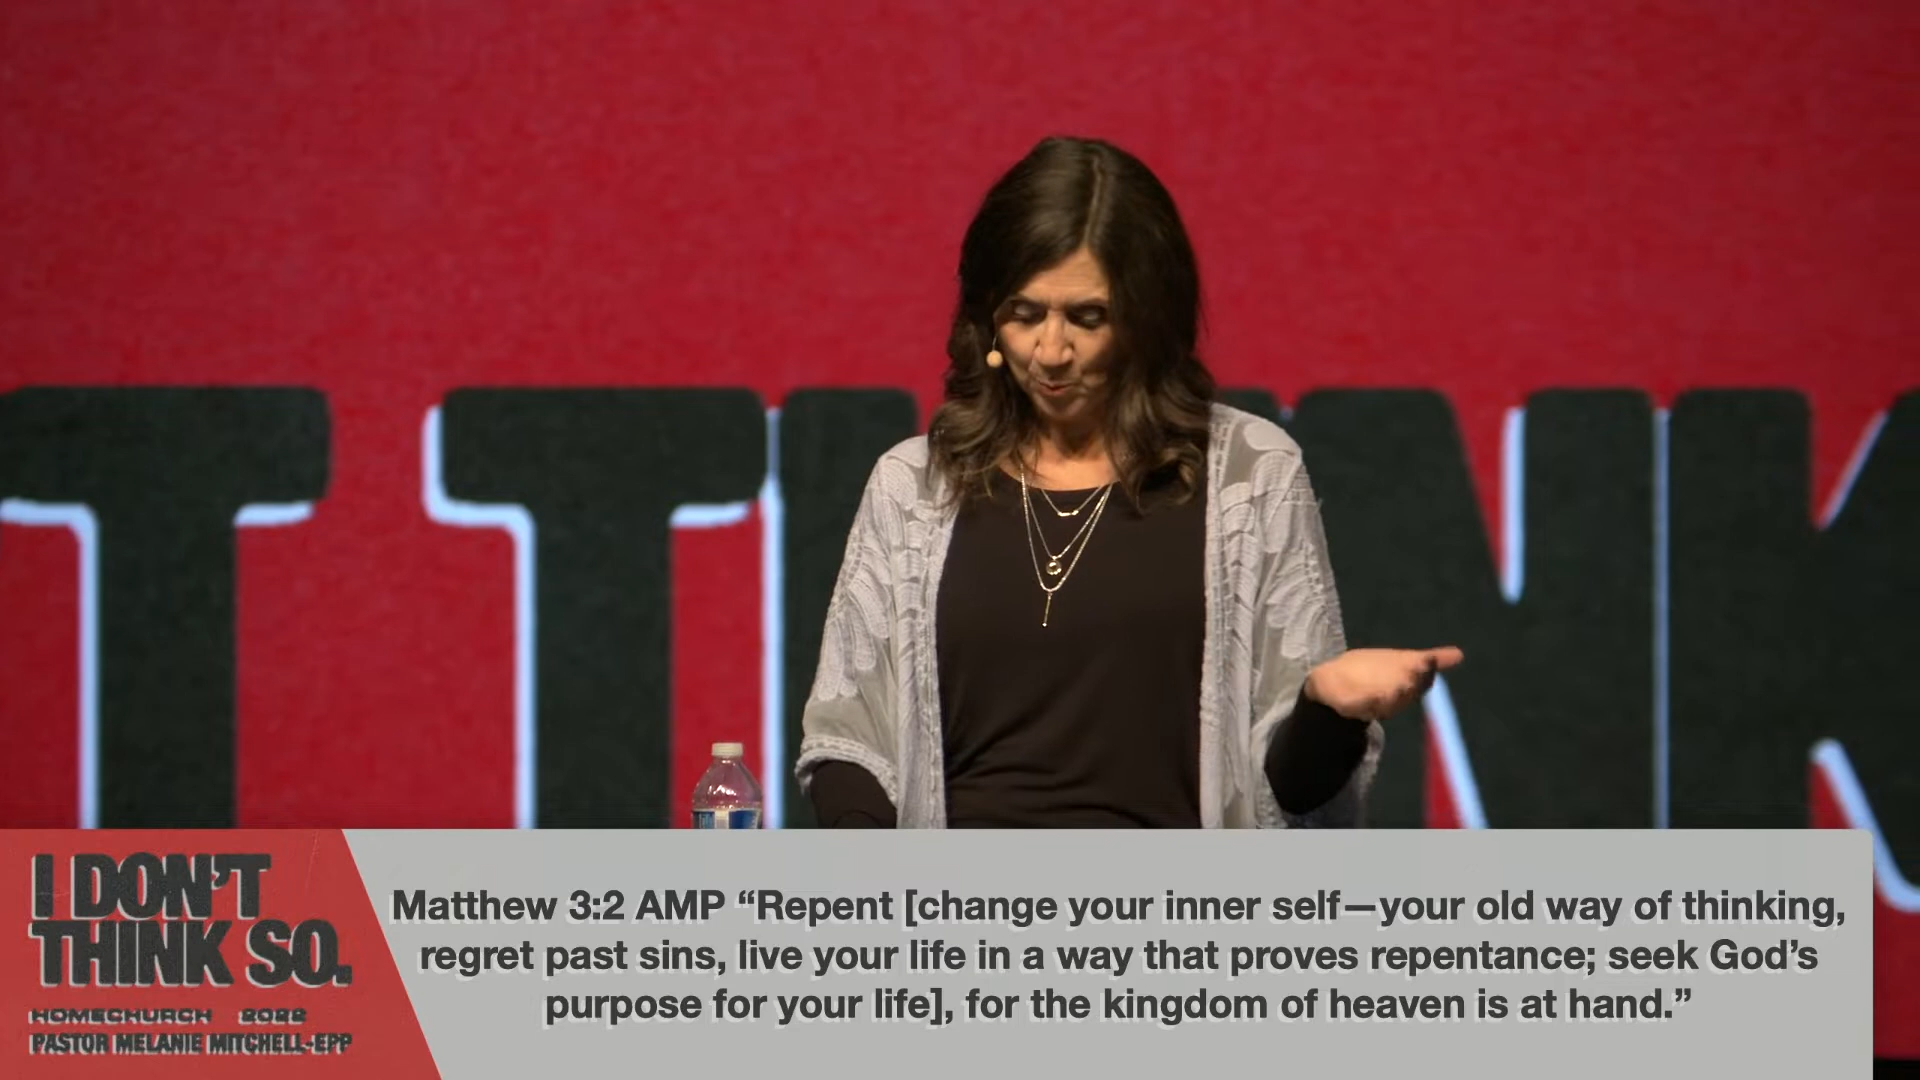 T THINK
I DON'T
THINK SO.
HOMECHURCH 2022
PASTOR MELANIE MITCHELL-EPP
Matthew 3:2 AMP “Repent [change your inner self—your old way of thinking,
regret past sins, live your life in a way that proves repentance; seek God’s
purpose for your life], for the kingdom of heaven is at hand.”